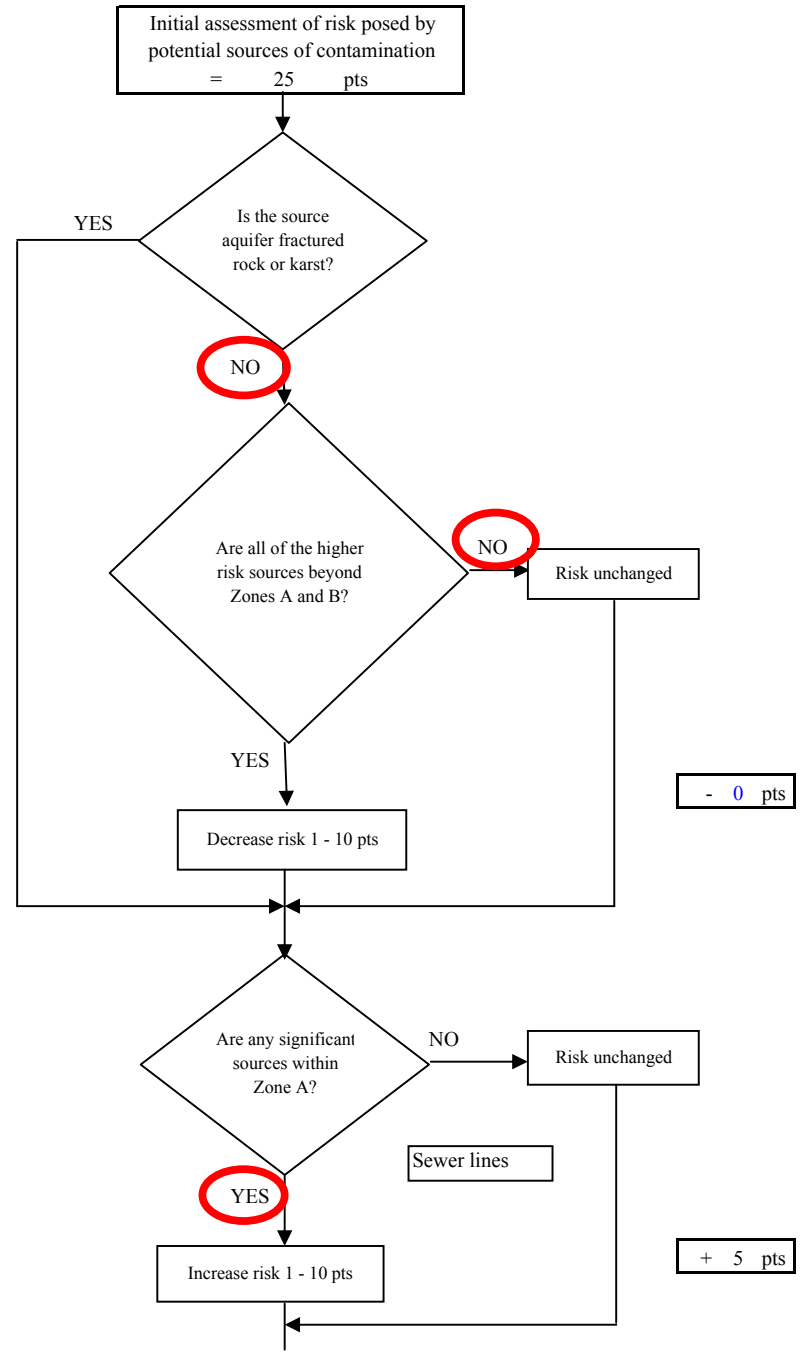 Initial assessment of risk posed by
potential sources of contamination
= 25 pts
YES
Is the source
aquifer fractured
rock or karst?
NO
Are all of the higher
risk sources beyond
Zones A and B?
NO
Risk unchanged
YES
- 0 pts
Decrease risk 1 - 10 pts
Are any significant
sources within
Zone A?
NO
Risk unchanged
Sewer lines
YES
+ 5 pts
Increase risk 1 - 10 pts